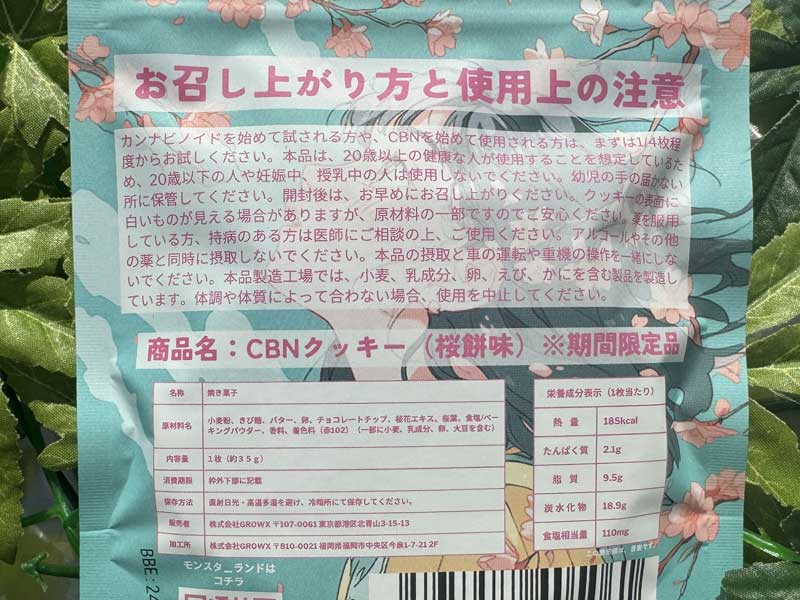 お召し上がり方と使用上の注意
カンナビノイドを始めて試される方や、CBNを始めて使用される方は、まずは1/4枚程
度からお試しください。本品は、20歳以上の健康な人が使用することを想定しているた
め、20歳以下の人や妊娠中、授乳中の人は使用しないでください。幼児の手の届かない
所に保管してください。開封後は、お早めにお召し上がりください。クッキーの表面に
白いものが見える場合がありますが、原材料の一部ですのでご安心ください。薬を服用
している方、持病のある方は医師にご相談の上、ご使用ください。アルコールやその他
の薬と同時に摂取しないでください。本品の摂取と車の運転や重機の操作を一緒にしな
いでください。本品製造工場では、小麦、乳成分、卵、えび、かにを含む製品を製造し
ています。体調や体質によって合わない場合、使用を中止してください。
商品名：CBNクッキー（桜餅味）※期間限定品
名称 焼き菓子
原材料名 小麦粉、きび糖、バター、卵、チョコレートチップ、桜花エキス、桜葉、食塩/ベー
キングパウダー、香料、着色料（赤102）（一部に小麦、乳成分、卵、大豆を含む）
内容量 1枚（約35g）
消費期限 枠外下部に記載
保存方法 直射日光・高温多湿を避け、冷暗所にて保存してください。
販売者 株式会社GROWX 〒107-0061 東京都港区北青山3-15-13
加工所 株式会社GROWX 〒810-0021 福岡県福岡市中央区今泉1-7-21 2F
栄養成分表示（1枚当たり）
熱量 185kcal
たんぱく質 2.1g
脂質 9.5g
炭水化物 18.9g
食塩相当量 110mg
この表示値は、目安です。
モンスターランドは
コチラ
BBE:24